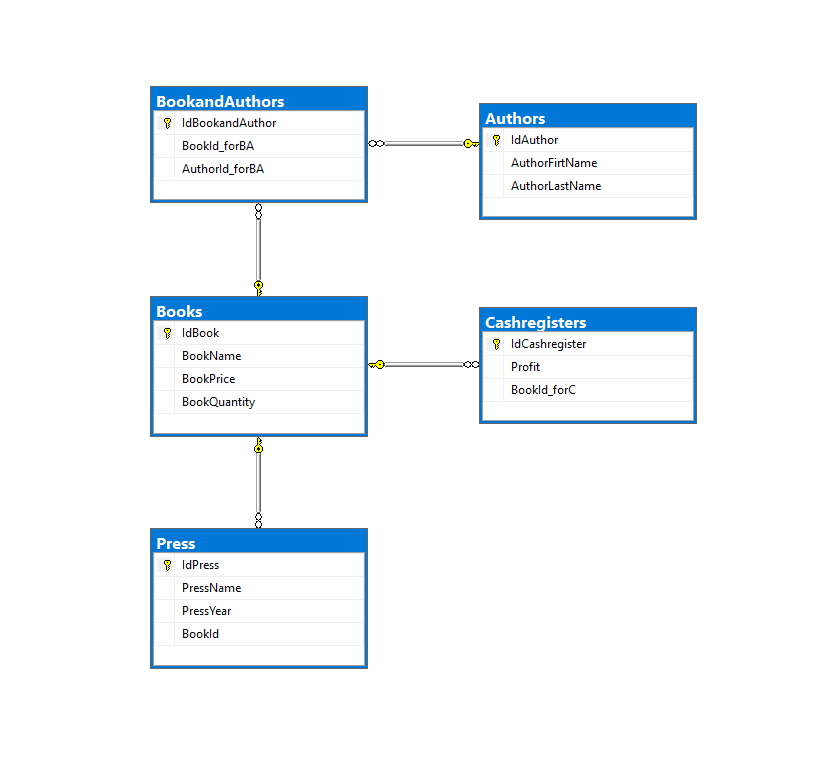 BookandAuthors
IdBookandAuthor
BookId_forBA
AuthorId_forBA
Authors
IdAuthor
AuthorFirtName
AuthorLastName
Books
IdBook
BookName
BookPrice
BookQuantity
Cashregisters
IdCashregister
Profit
BookId_forC
Press
IdPress
PressName
PressYear
BookId